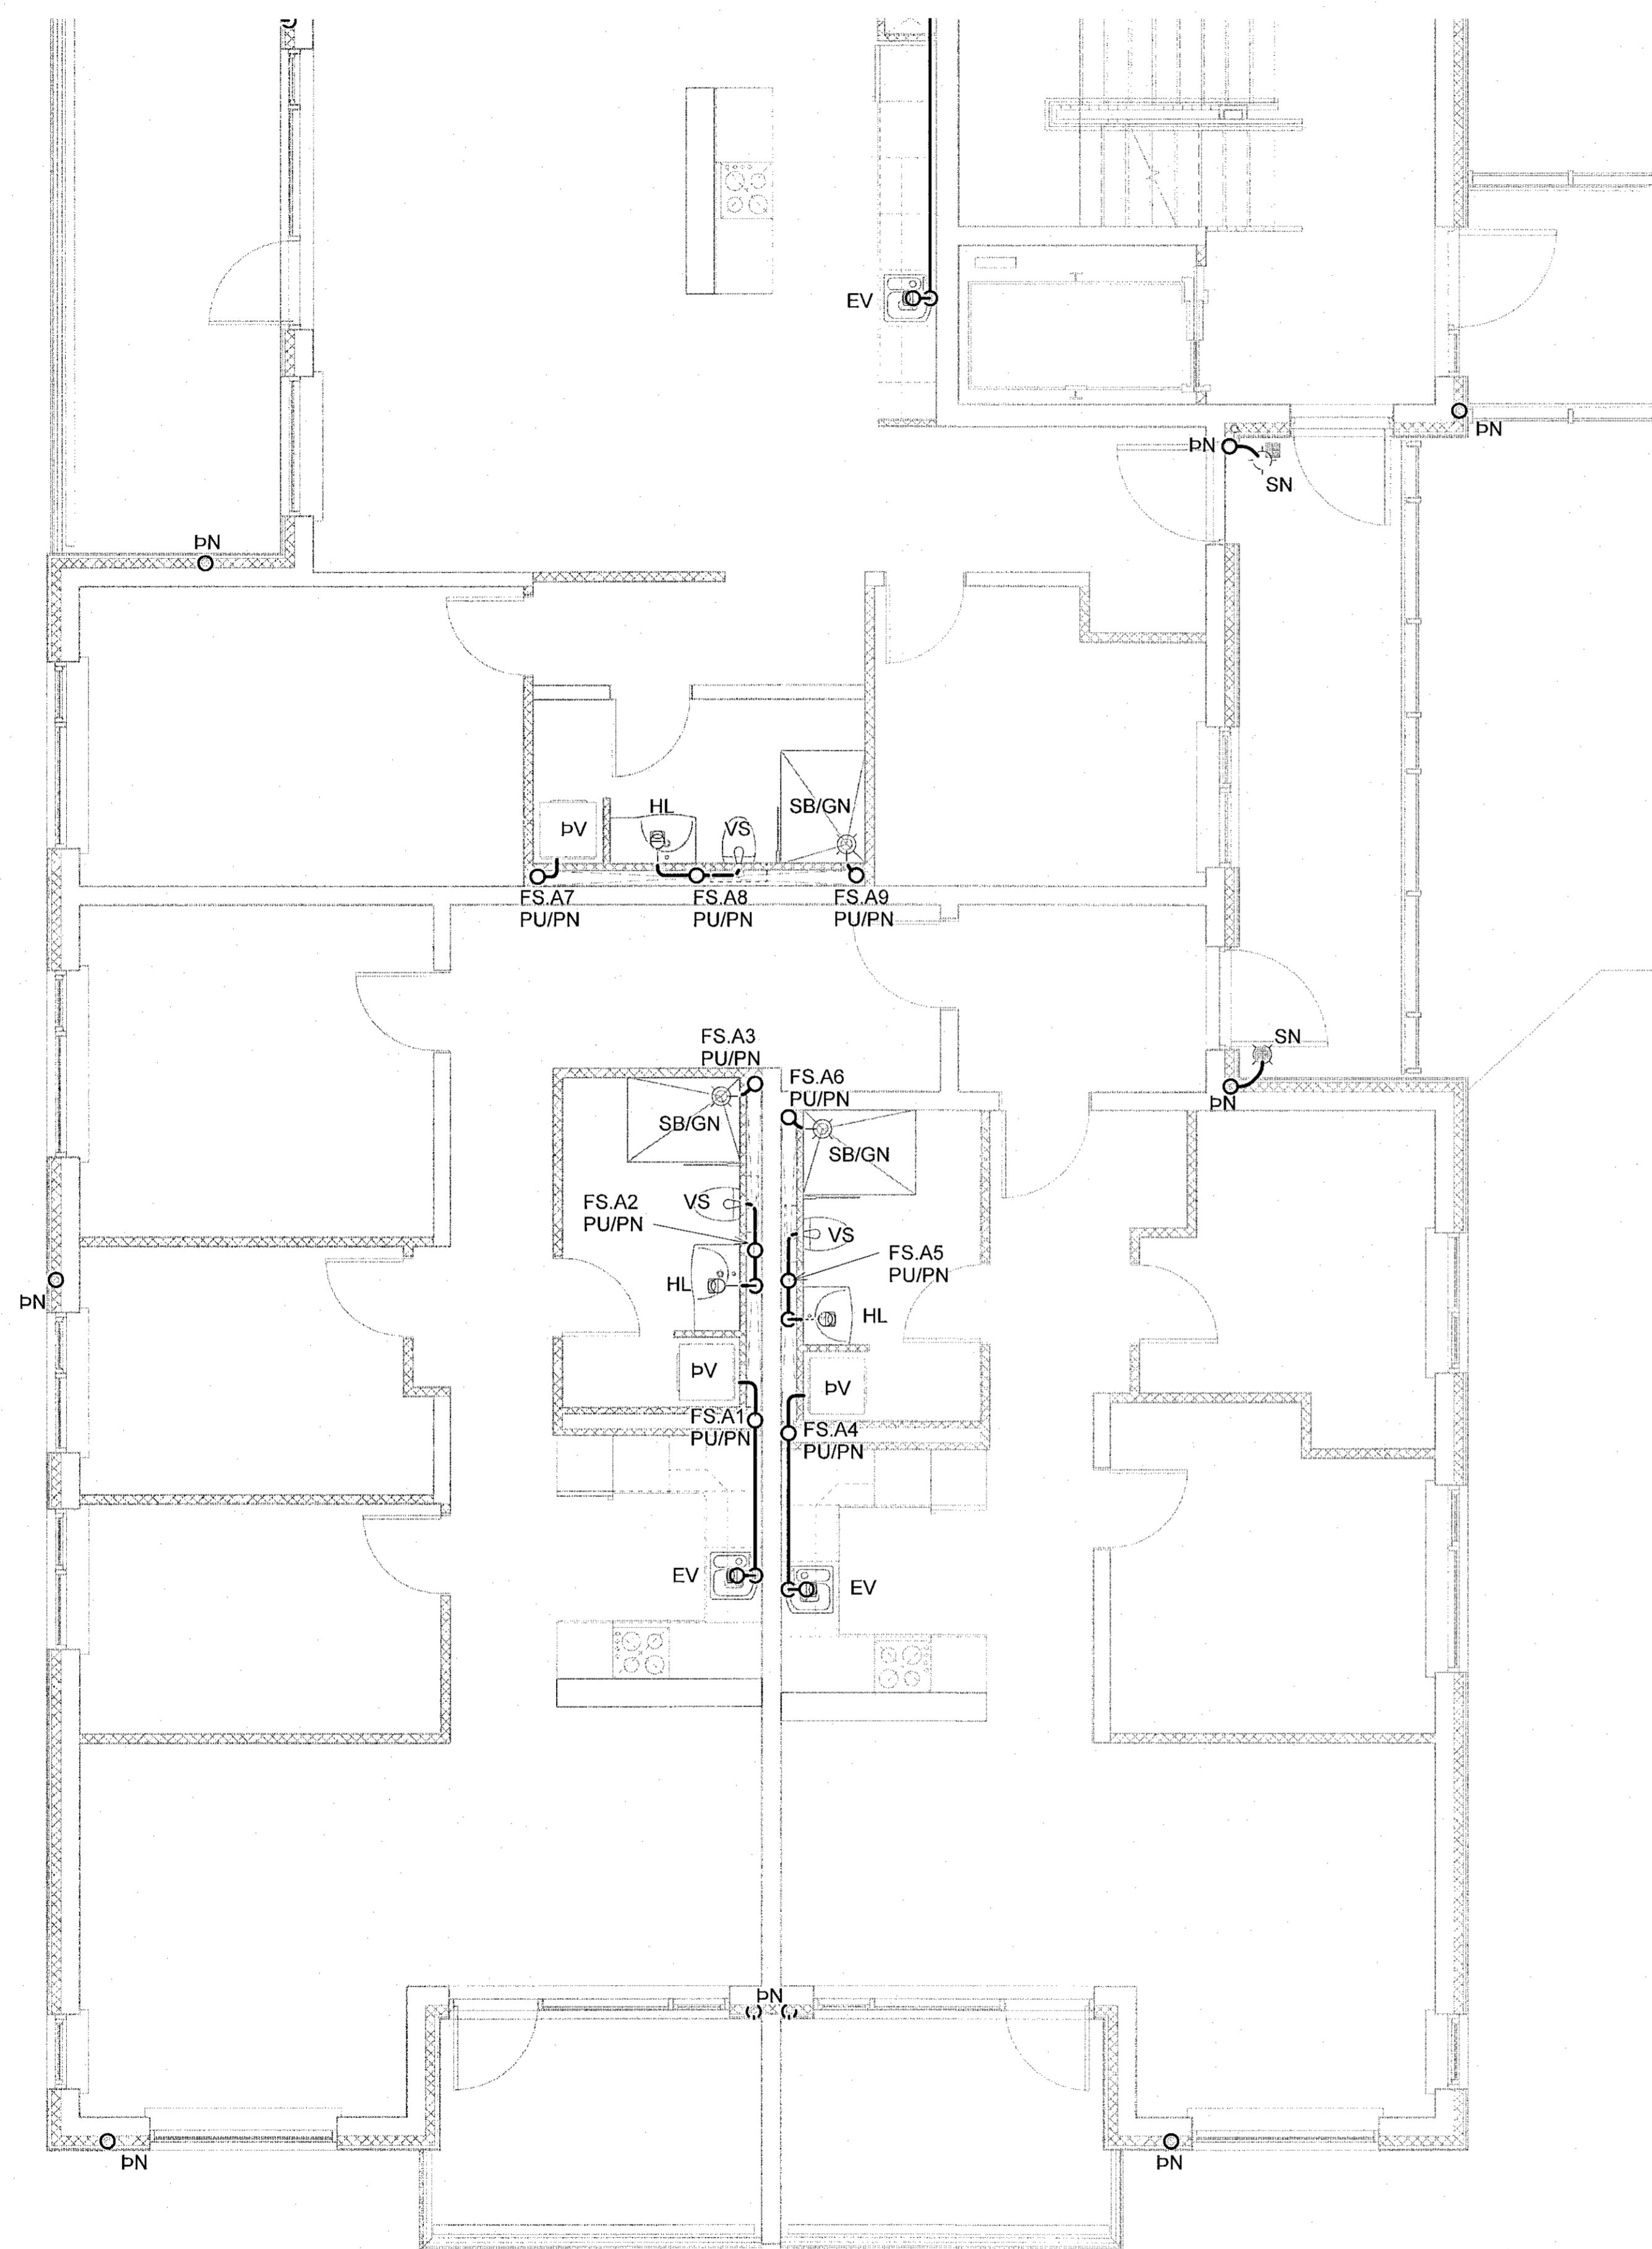 EV
ÞN
ÞN
SN
ÞN
HL
VS
SB/GN
ÞV
FS.A7
PU/PN
FS.A8
PU/PN
FS.A9
PU/PN
FS.A3
PU/PN
SN
FS.A6
PU/PN
ÞN
SB/GN
SB/GN
FS.A2
PU/PN
VS
VS
FS.A5
PU/PN
HL
ÞN
HL
ÞV
ÞV
FS.A1
PU/PN
FS.A4
PU/PN
EV
EV
ÞN
ÞN
ÞN